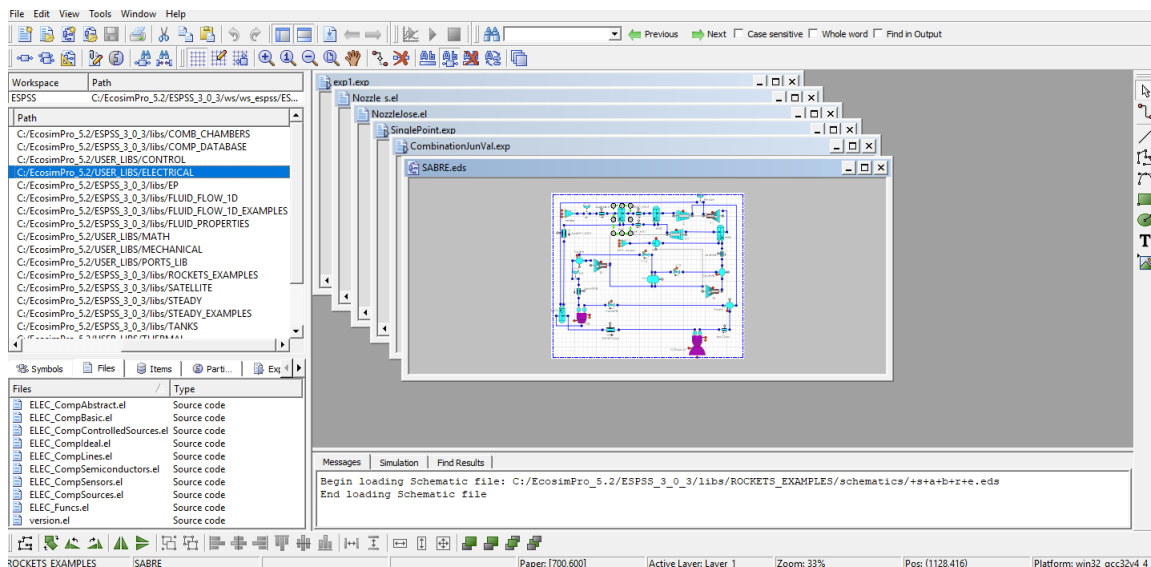 File Edit View Tools Window Help
Previous Next Case sensitive Whole word Find in Output
Workspace Path
ESPSS C:/EcosimPro_5.2/ESPSS_3_0_3/ws/ws_espss/ES...
Path
C:/EcosimPro_5.2/ESPSS_3_0_3/libs/COMB_CHAMBERS
C:/EcosimPro_5.2/ESPSS_3_0_3/libs/COMP_DATABASE
C:/EcosimPro_5.2/USER_LIBS/CONTROL
C:/EcosimPro_5.2/USER_LIBS/ELECTRICAL
C:/EcosimPro_5.2/ESPSS_3_0_3/libs/EP
C:/EcosimPro_5.2/ESPSS_3_0_3/libs/FLUID_FLOW_1D
C:/EcosimPro_5.2/ESPSS_3_0_3/libs/FLUID_FLOW_1D_EXAMPLES
C:/EcosimPro_5.2/ESPSS_3_0_3/libs/FLUID_PROPERTIES
C:/EcosimPro_5.2/USER_LIBS/MATH
C:/EcosimPro_5.2/USER_LIBS/MECHANICAL
C:/EcosimPro_5.2/USER_LIBS/PORTS_LIB
C:/EcosimPro_5.2/ESPSS_3_0_3/libs/ROCKETS_EXAMPLES
C:/EcosimPro_5.2/ESPSS_3_0_3/libs/SATELLITE
C:/EcosimPro_5.2/ESPSS_3_0_3/libs/STEADY
C:/EcosimPro_5.2/ESPSS_3_0_3/libs/STEADY_EXAMPLES
C:/EcosimPro_5.2/ESPSS_3_0_3/libs/TANKS
Symbols Files Items Parti... Exp
Files Type
ELEC_CompAbstract.el Source code
ELEC_CompBasic.el Source code
ELEC_CompControlledSources.el Source code
ELEC_CompIdeal.el Source code
ELEC_CompLines.el Source code
ELEC_CompSemiconductors.el Source code
ELEC_CompSensors.el Source code
ELEC_CompSources.el Source code
ELEC_Funcs.el Source code
version.el Source code
exp1.exp
Nozzle s.el
NozzleJose.el
SinglePoint.exp
CombinationJunVal.exp
SABRE.eds
T
Messages Simulation Find Results
Begin loading Schematic file: C:/EcosimPro_5.2/ESPSS_3_0_3/libs/ROCKETS_EXAMPLES/schematics/+s+a+b+r+e.eds
End loading Schematic file
ROCKETS EXAMPLES SABRE Paper: [700.600] Active Layer: Layer 1 Zoom: 33% Pos: (1128.416) Platform: win32 gcc32v4 4